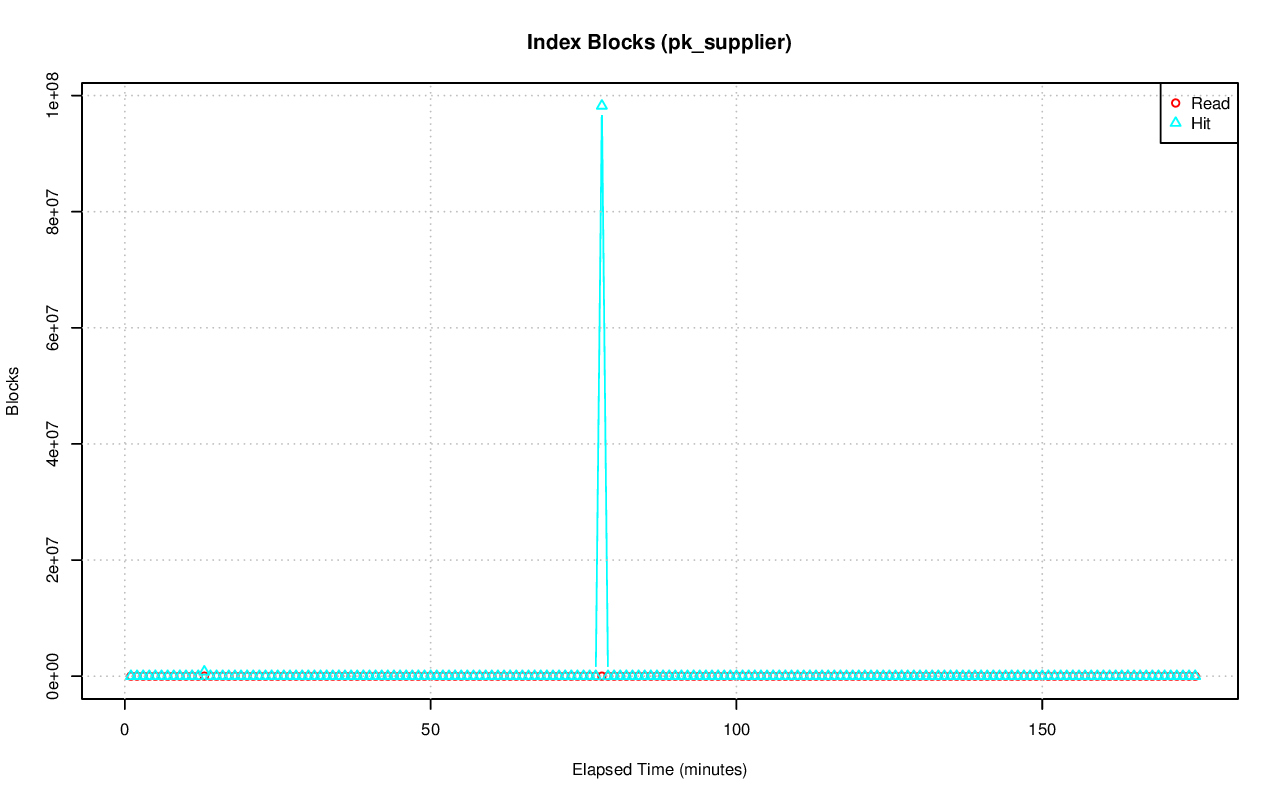 Index Blocks (pk_supplier)
Read
Hit
Blocks
1e+08
8e+07
6e+07
4e+07
2e+07
0e+00
0
50
100
150
Elapsed Time (minutes)